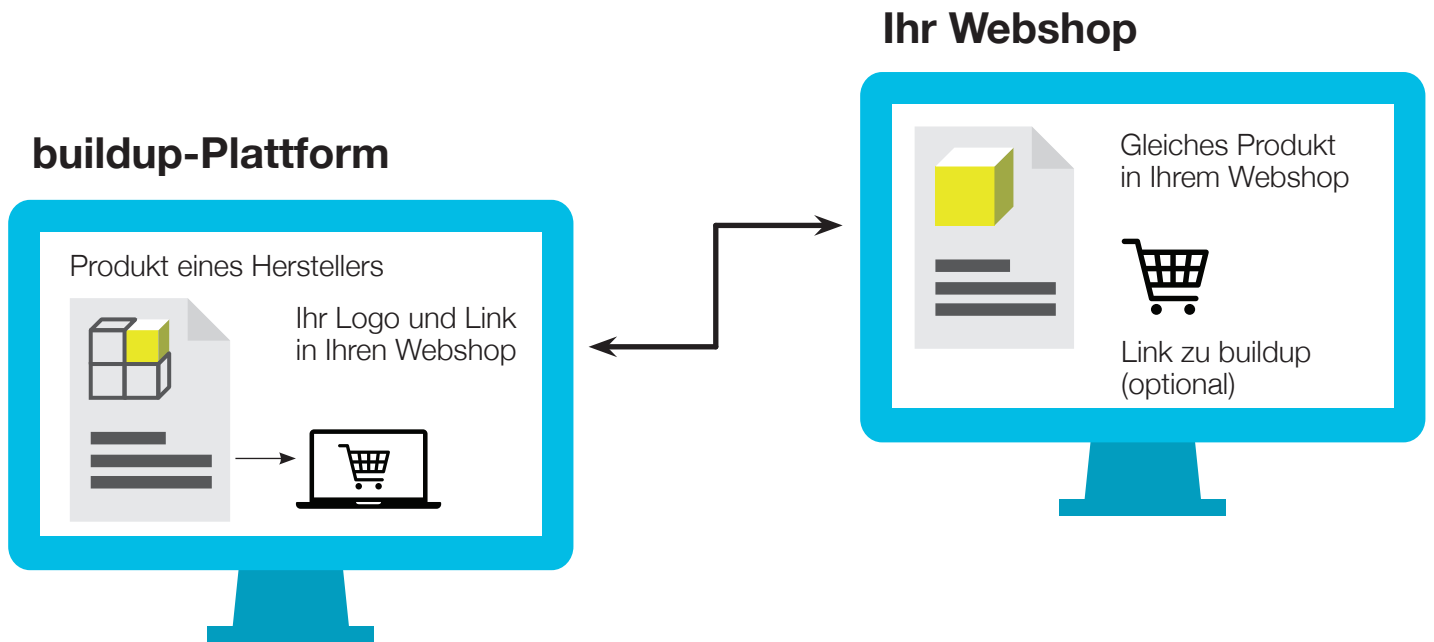 Ihr Webshop
buildup-Plattform
Produkt eines Herstellers
Ihr Logo und Link
in Ihren Webshop
Gleiches Produkt
in Ihrem Webshop
Link zu buildup
(optional)